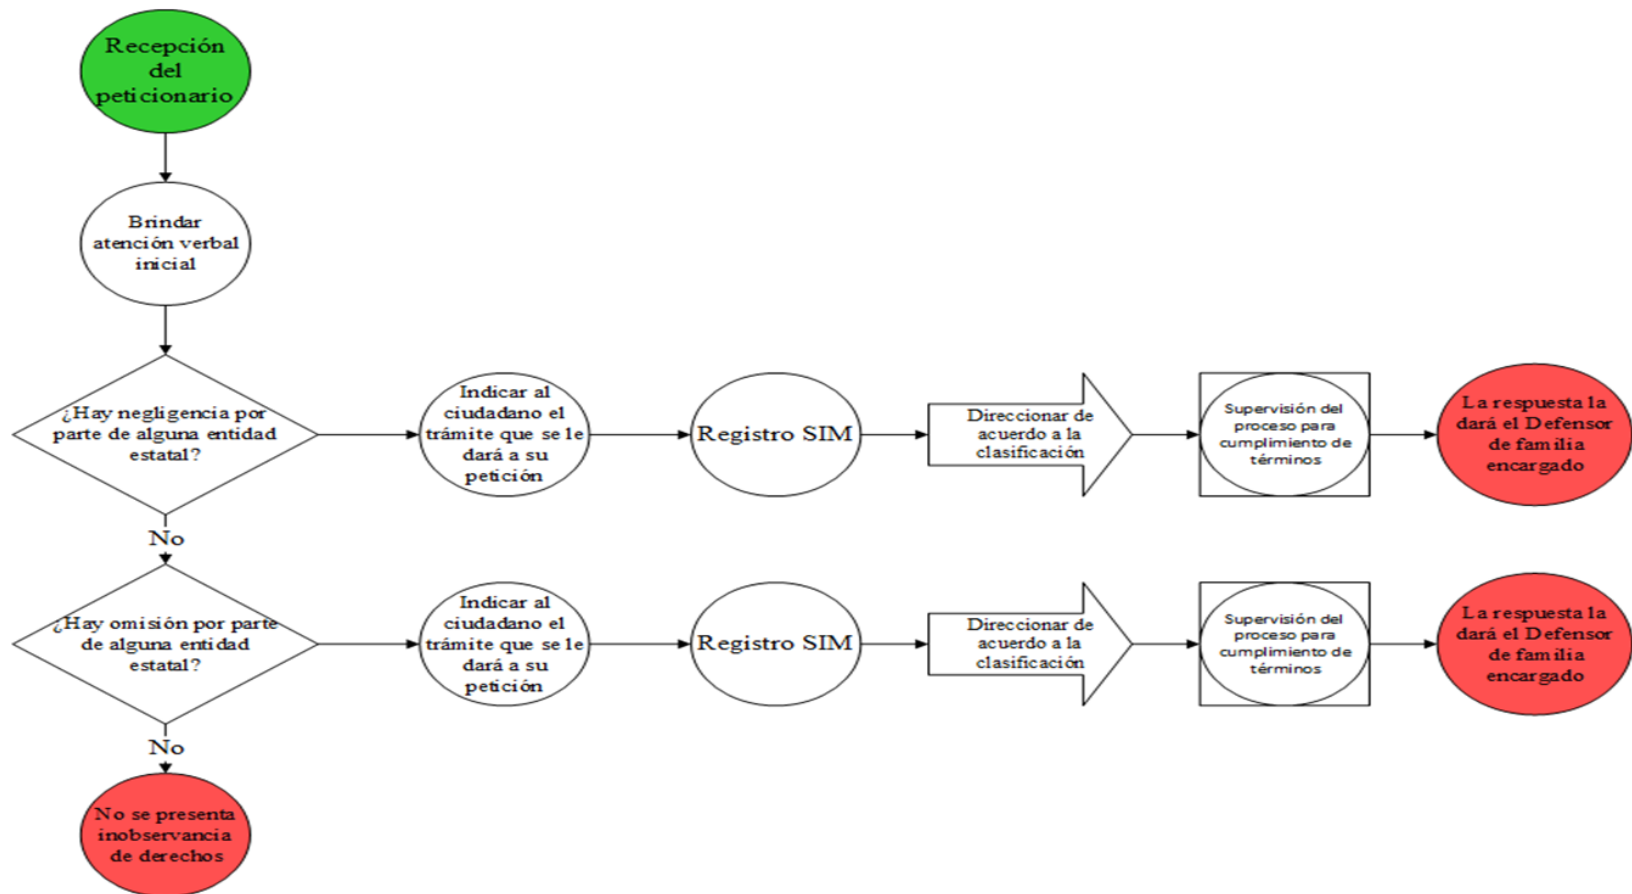 Recepción
del
peticionario
Brindar
atención verbal
inicial
¿Hay negligencia por
parte de alguna entidad
estatal?
Indicar al
ciudadano el
trámite que se le
dará a su
petición
Registro SIM
Direccionar de
acuerdo a la
clasificación
Supervisión del
proceso para
cumplimiento de
términos
La respuesta la
dará el Defensor
de familia
encargado
No
¿Hay omisión por parte
de alguna entidad
estatal?
Indicar al
ciudadano el
trámite que se le
dará a su
petición
Registro SIM
Direccionar de
acuerdo a la
clasificación
Supervisión del
proceso para
cumplimiento de
términos
La respuesta la
dará el Defensor
de familia
encargado
No
No se presenta
inobservancia
de derechos